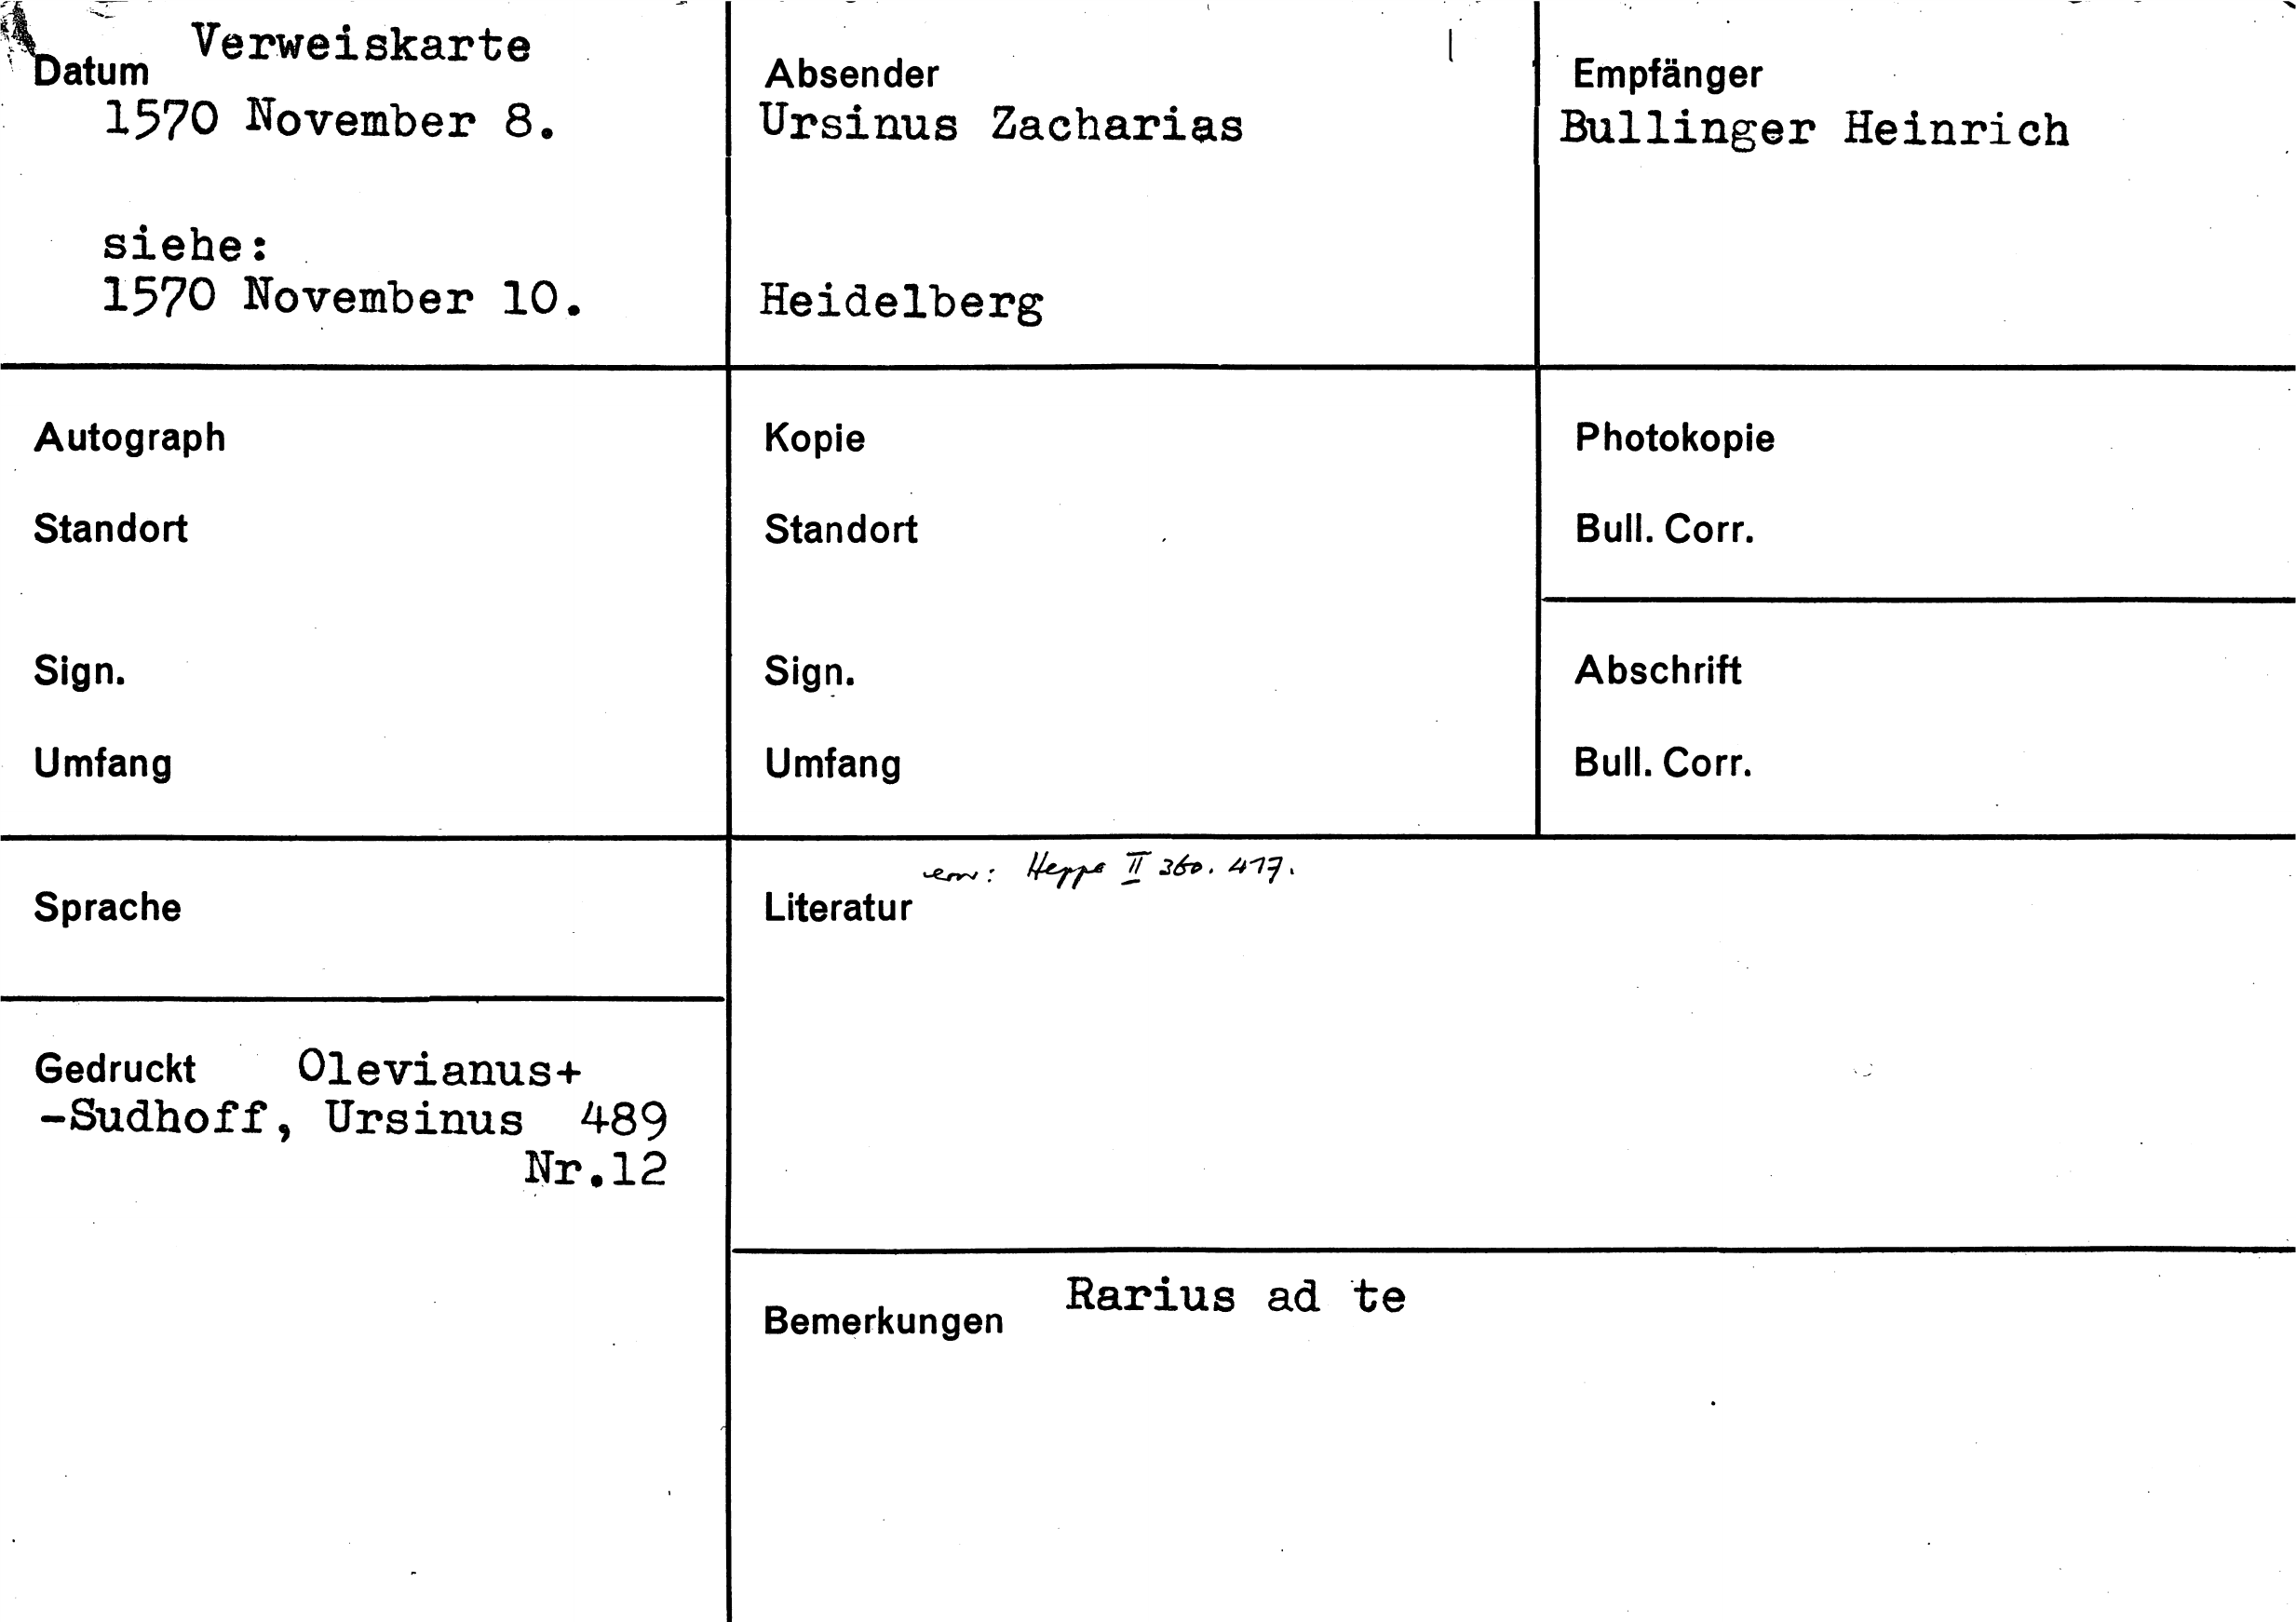 Verweiskarte
Datum
1570 November 8.
siehe:
1570 November 10.
Absender
Ursinus Zacharias
Heidelberg
Empfänger
Bullinger Heinrich
Autograph
Standort
Sign.
Umfang
Kopie
Standort
Sign.
Umfang
Photokopie
Bull. Corr.
Abschrift
Bull. Corr.
Sprache
Gedruckt Olevianus+
-Sudhoff, Ursinus 489
Nr.12
Heppe II 360. 417.
Literatur
Rarius ad te
Bemerkungen